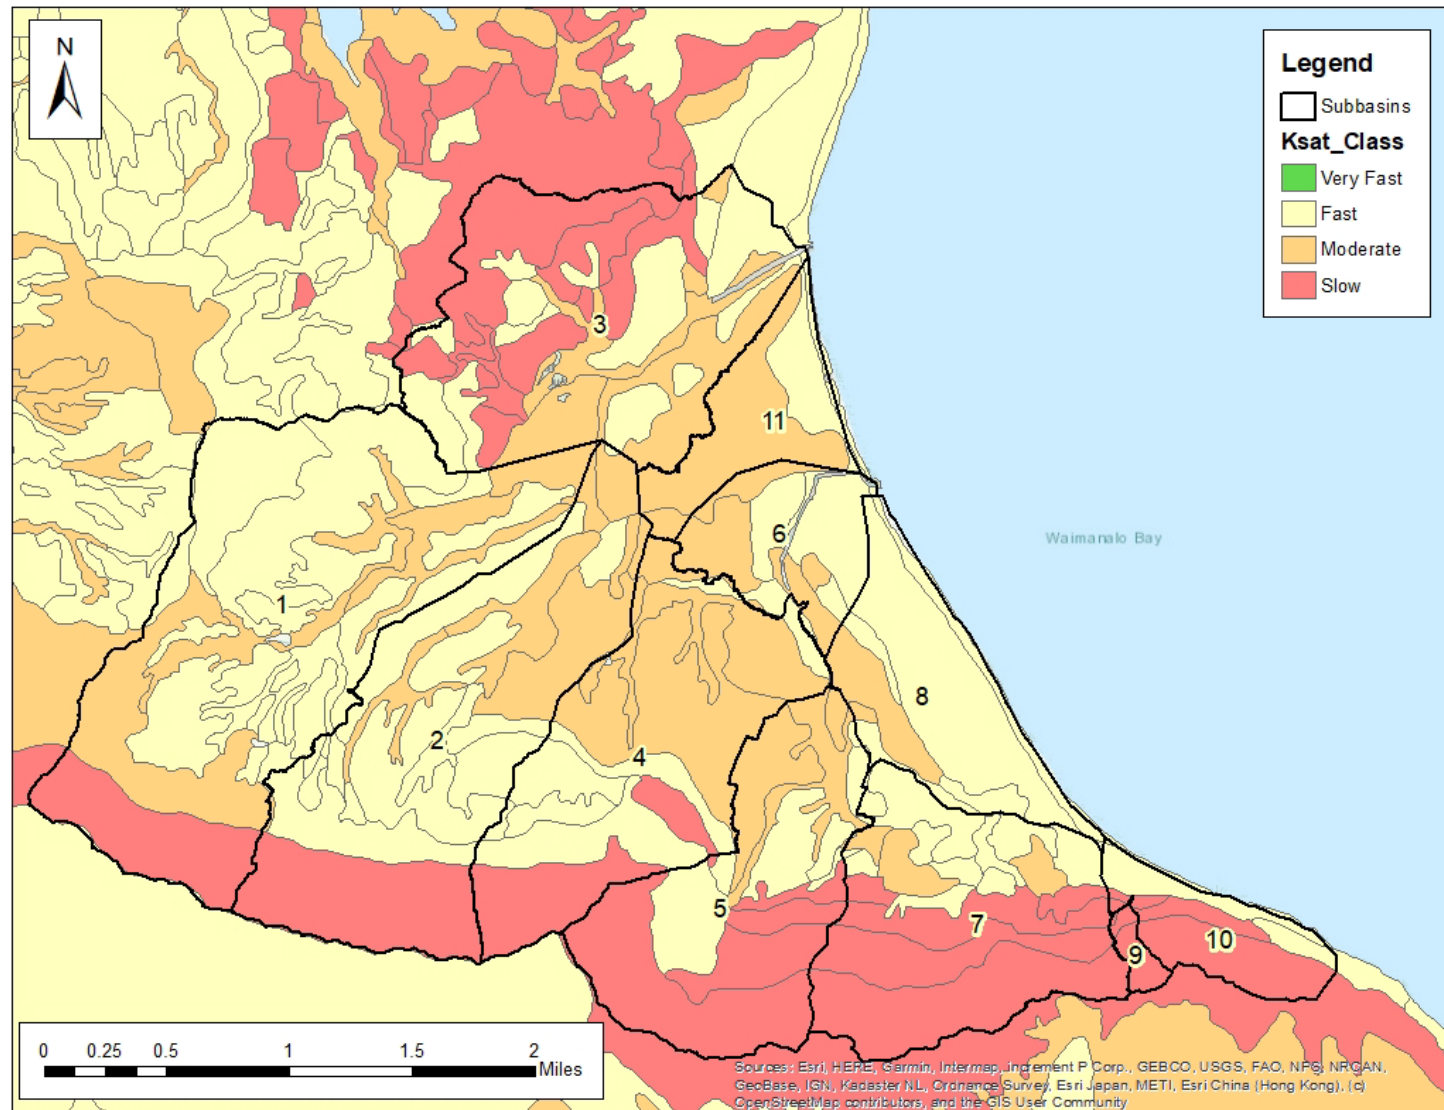 N
Legend
Subbasins
Ksat_Class
Very Fast
Fast
Moderate
Slow
3
11
6
Waimanalo Bay
1
8
2
4
5
7
10
9
0 0.25 0.5 1 1.5 2
Miles
Sources: Esri, HERE, Garmin, Intermap, increment P Corp., GEBCO, USGS, FAO, NPS, NRCAN,
GeoBase, IGN, Kadaster NL, Ordnance Survey, Esri Japan, METI, Esri China (Hong Kong), (c)
OpenStreetMap contributors, and the GIS User Community